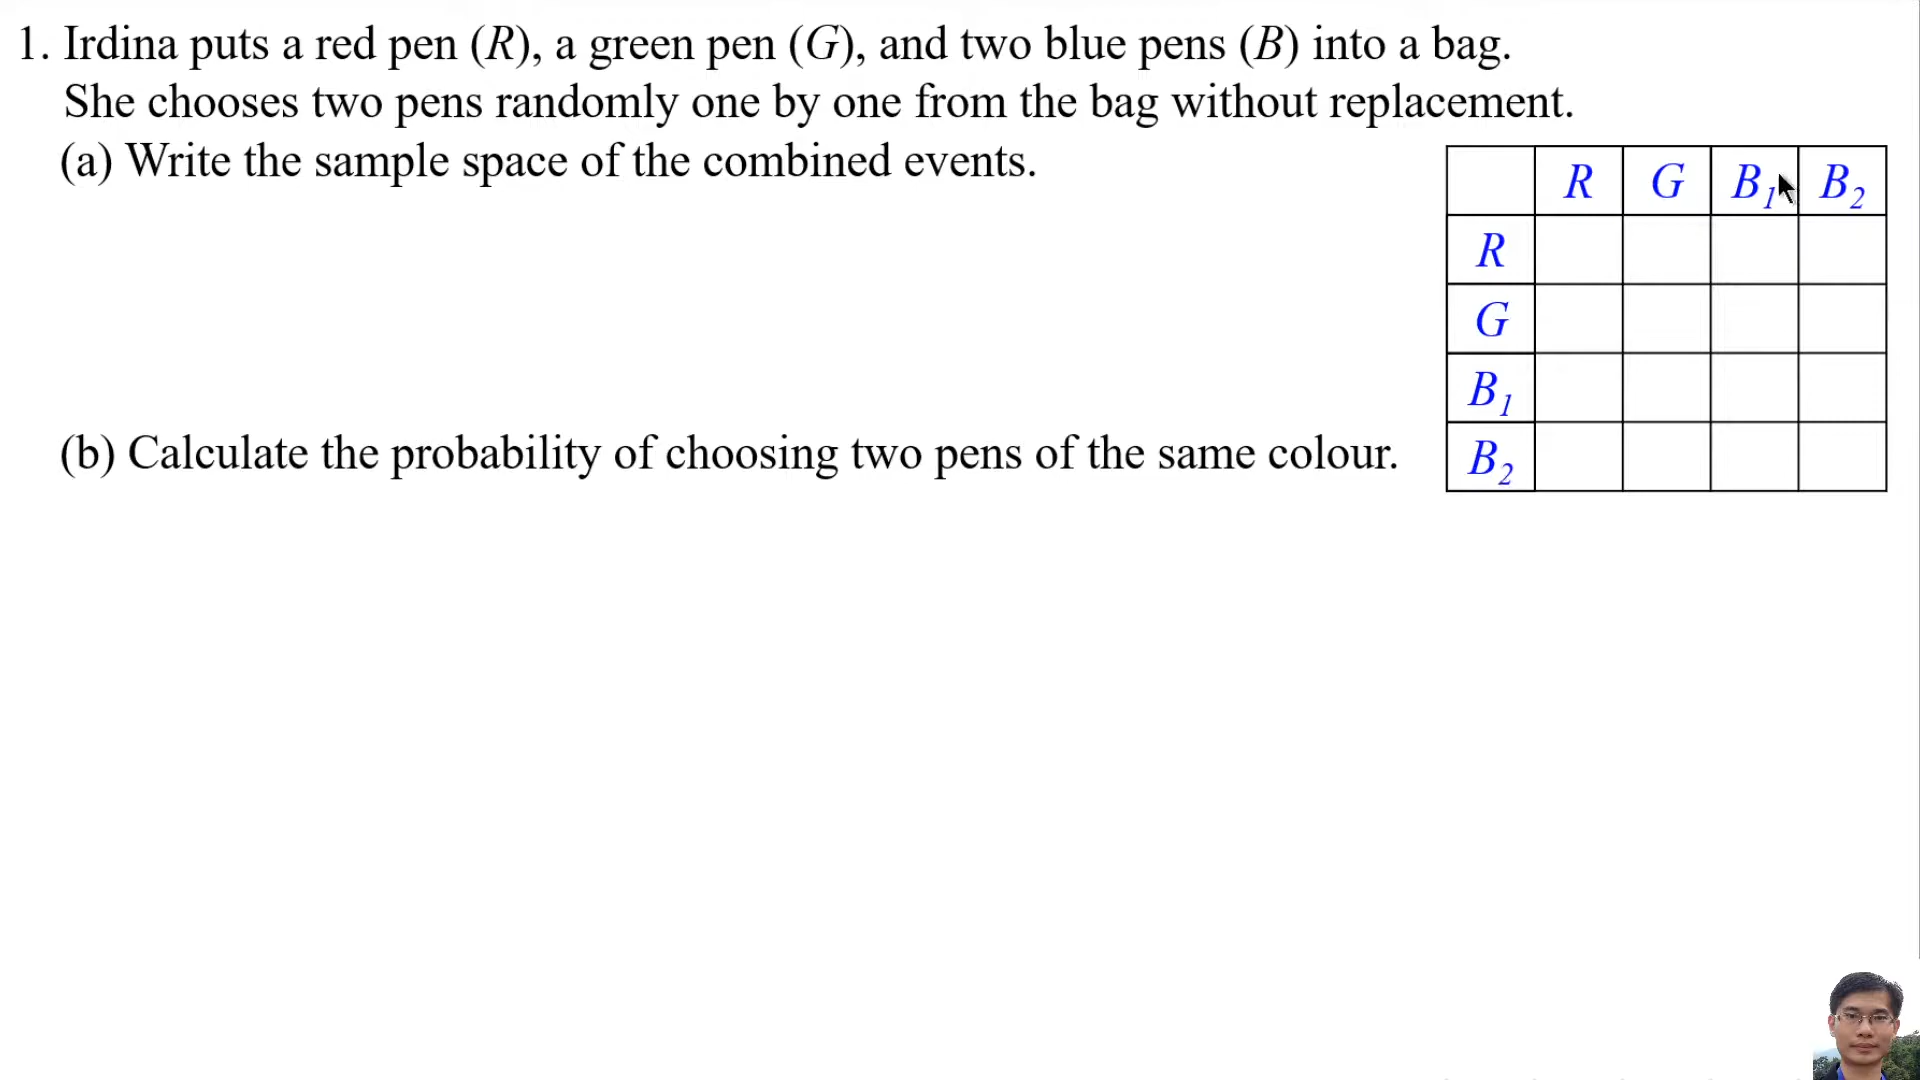 1. Irdina puts a red pen (R), a green pen (G), and two blue pens (B) into a bag.
She chooses two pens randomly one by one from the bag without replacement.
(a) Write the sample space of the combined events.
R G B₁ B₂
R
G
B₁
B₂
(b) Calculate the probability of choosing two pens of the same colour.